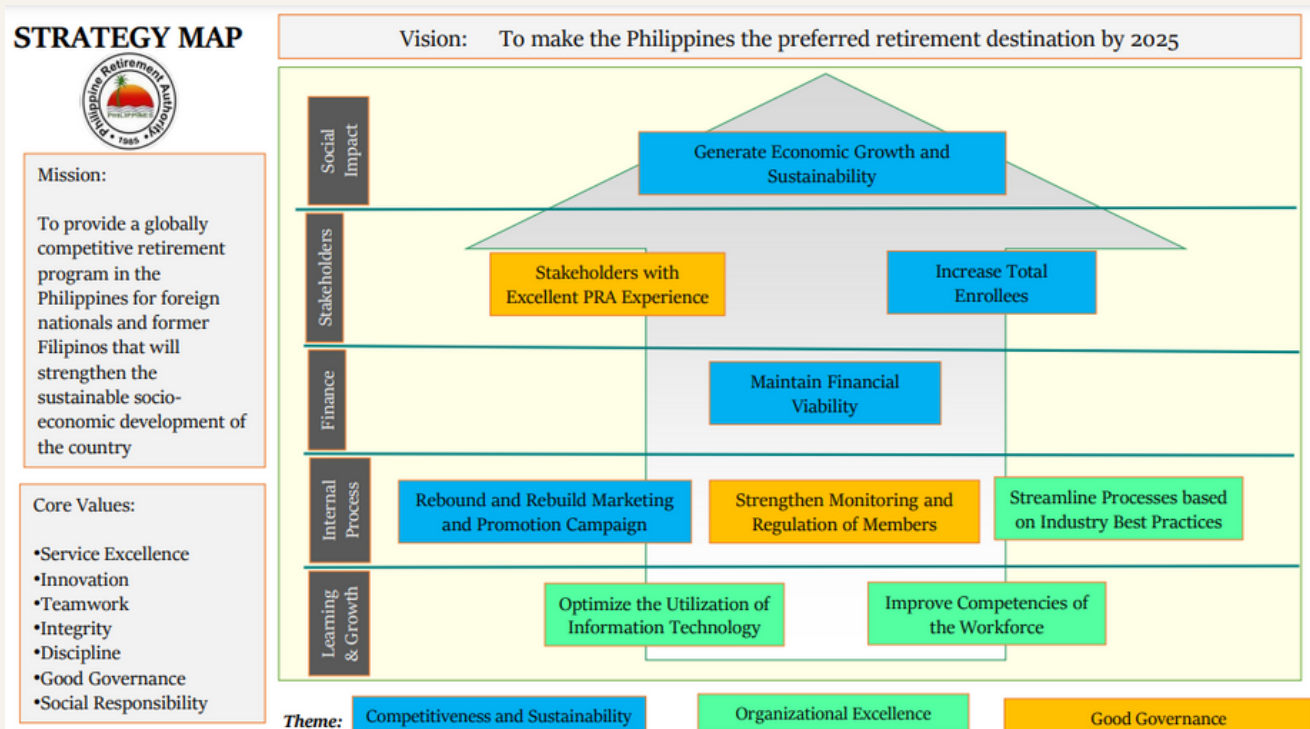 STRATEGY MAP
Philippine Retirement Authority
PHILIPPINES
• 1985 •
Mission:
To provide a globally
competitive retirement
program in the
Philippines for foreign
nationals and former
Filipinos that will
strengthen the
sustainable socio-
economic development of
the country
Core Values:
•Service Excellence
•Innovation
•Teamwork
•Integrity
•Discipline
•Good Governance
•Social Responsibility
Vision: To make the Philippines the preferred retirement destination by 2025
Social
Impact
Generate Economic Growth and
Sustainability
Stakeholders
Stakeholders with
Excellent PRA Experience
Increase Total
Enrollees
Finance
Maintain Financial
Viability
Internal
Process
Rebound and Rebuild Marketing
and Promotion Campaign
Strengthen Monitoring and
Regulation of Members
Streamline Processes based
on Industry Best Practices
Learning
& Growth
Optimize the Utilization of
Information Technology
Improve Competencies of
the Workforce
Theme:
Competitiveness and Sustainability
Organizational Excellence
Good Governance